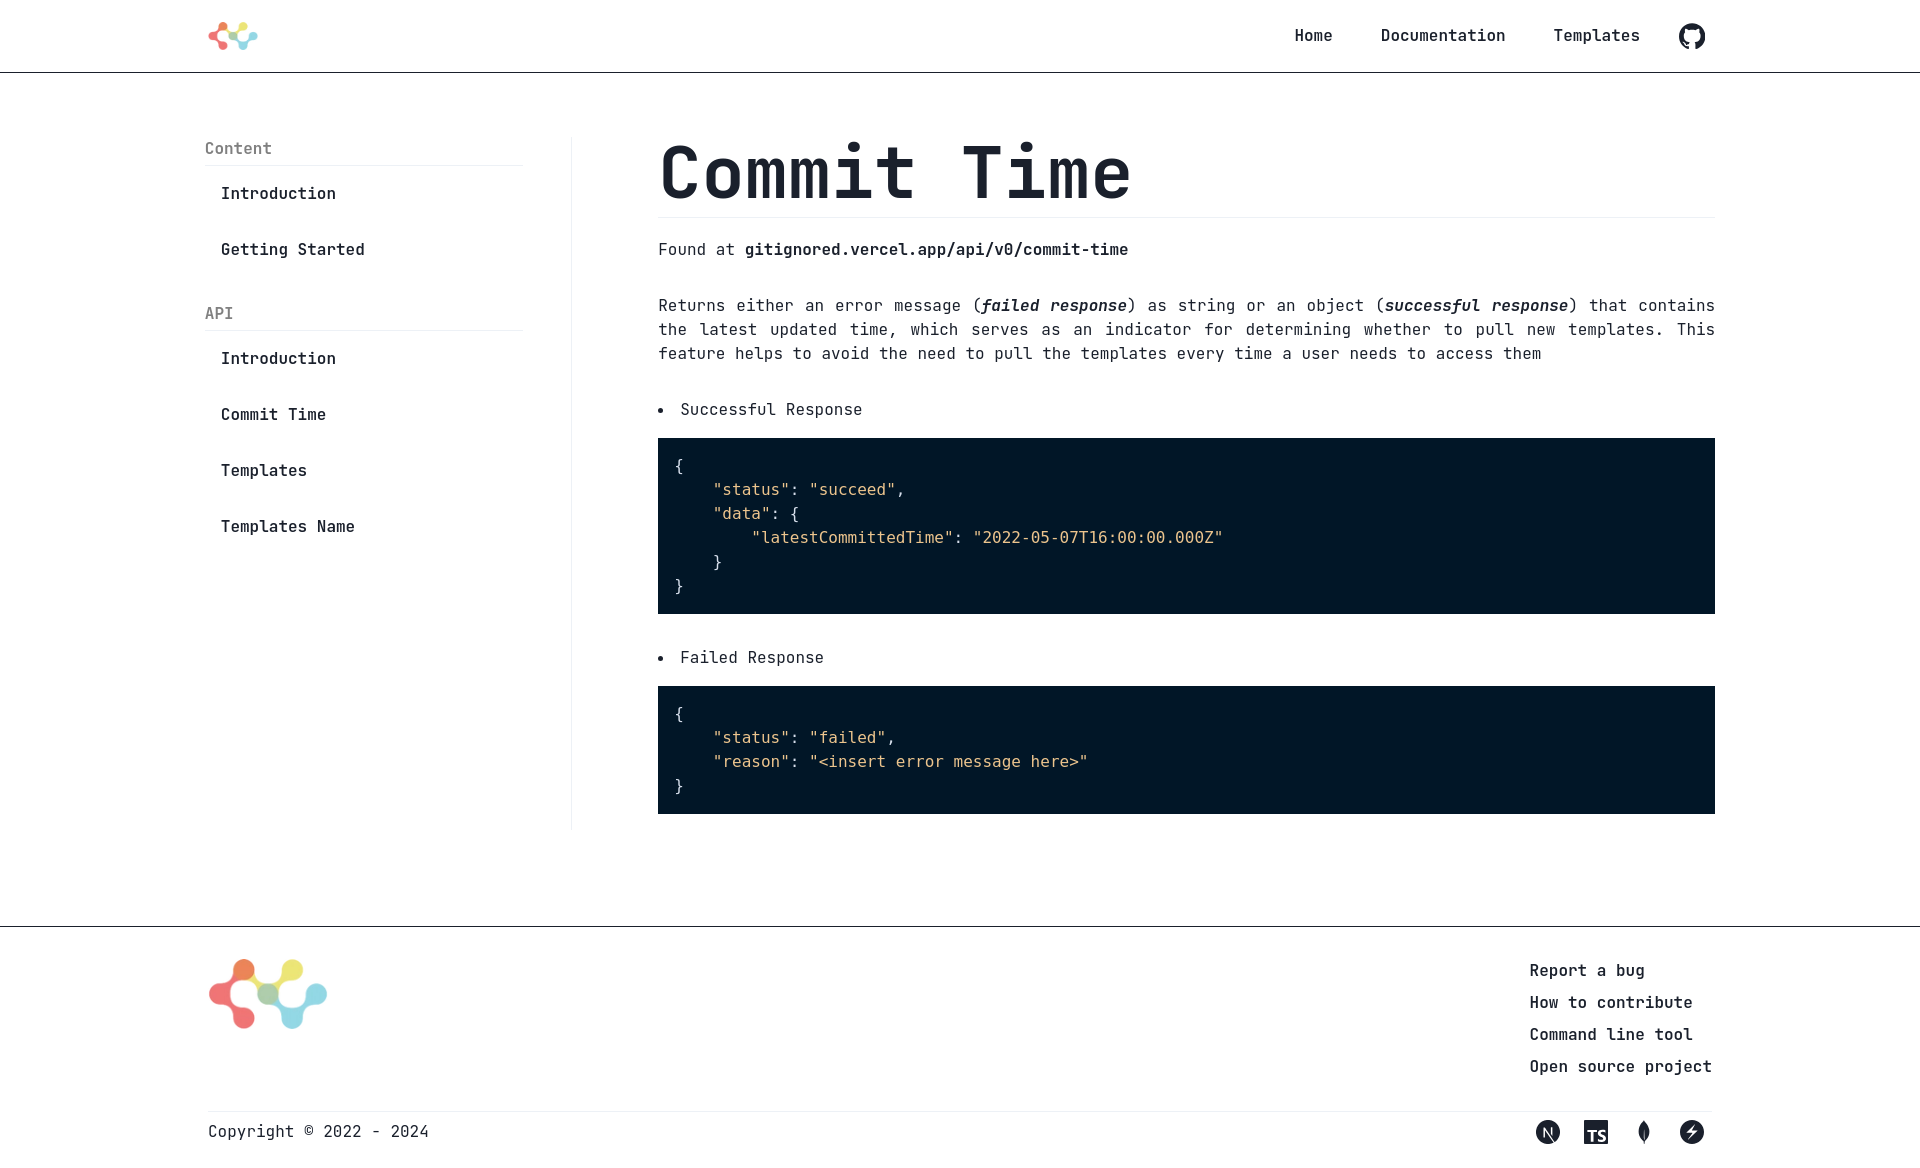 Home Documentation Templates
Content
Introduction
Getting Started
API
Introduction
Commit Time
Templates
Templates Name
Commit Time
Found at gitignored.vercel.app/api/v0/commit-time
Returns either an error message (failed response) as string or an object (successful response) that contains
the latest updated time, which serves as an indicator for determining whether to pull new templates. This
feature helps to avoid the need to pull the templates every time a user needs to access them
• Successful Response
{
    "status": "succeed",
    "data": {
        "latestCommittedTime": "2022-05-07T16:00:00.000Z"
    }
}
• Failed Response
{
    "status": "failed",
    "reason": "<insert error message here>"
}
Report a bug
How to contribute
Command line tool
Open source project
Copyright © 2022 - 2024
N TS